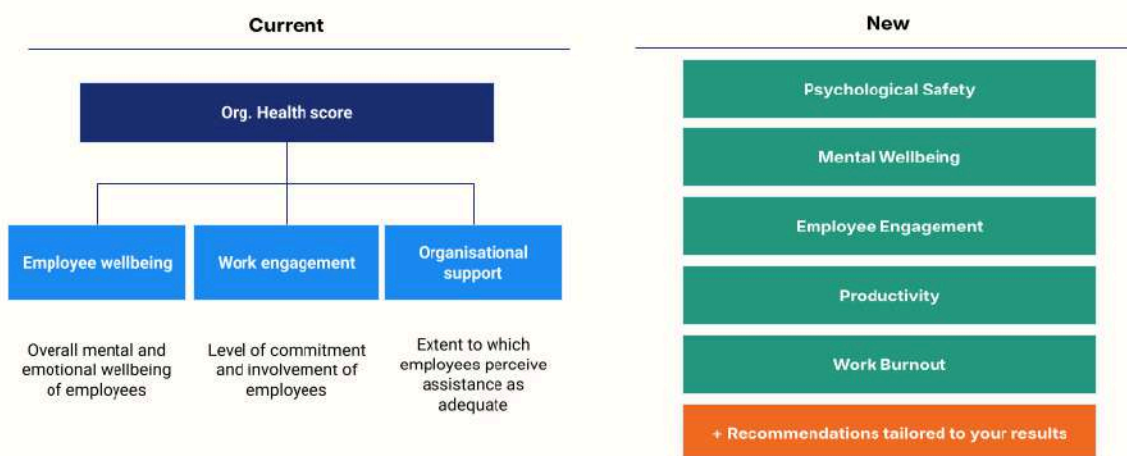 Current
Org. Health score
Employee wellbeing
Work engagement
Organisational
support
Overall mental and
emotional wellbeing
of employees
Level of commitment
and involvement of
employees
Extent to which
employees perceive
assistance as
adequate
New
Psychological Safety
Mental Wellbeing
Employee Engagement
Productivity
Work Burnout
+ Recommendations tailored to your results